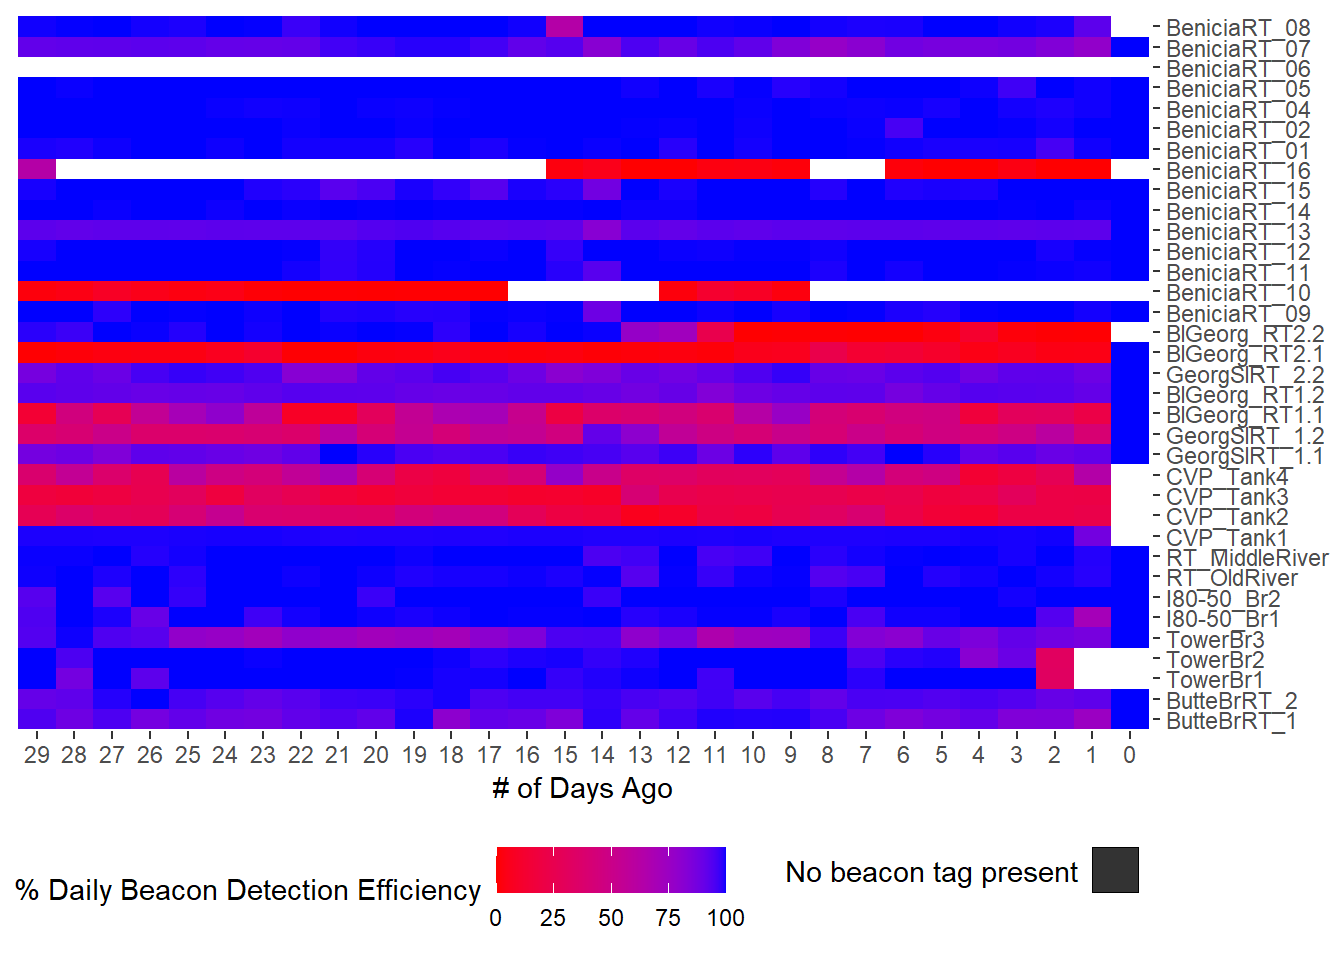 BeniciaRT_08
BeniciaRT_07
BeniciaRT_06
BeniciaRT_05
BeniciaRT_04
BeniciaRT_02
BeniciaRT_01
BeniciaRT_16
BeniciaRT_15
BeniciaRT_14
BeniciaRT_13
BeniciaRT_12
BeniciaRT_11
BeniciaRT_10
BeniciaRT_09
BlGeorg_RT2.2
BlGeorg_RT2.1
GeorgSlRT_2.2
BlGeorg_RT1.2
BlGeorg_RT1.1
GeorgSlRT_1.2
GeorgSlRT_1.1
CVP_Tank4
CVP_Tank3
CVP_Tank2
CVP_Tank1
RT_MiddleRiver
RT_OldRiver
I80-50_Br2
I80-50_Br1
TowerBr3
TowerBr2
TowerBr1
ButteBrRT_2
ButteBrRT_1
29 28 27 26 25 24 23 22 21 20 19 18 17 16 15 14 13 12 11 10 9 8 7 6 5 4 3 2 1 0
# of Days Ago
% Daily Beacon Detection Efficiency
0 25 50 75 100
No beacon tag present